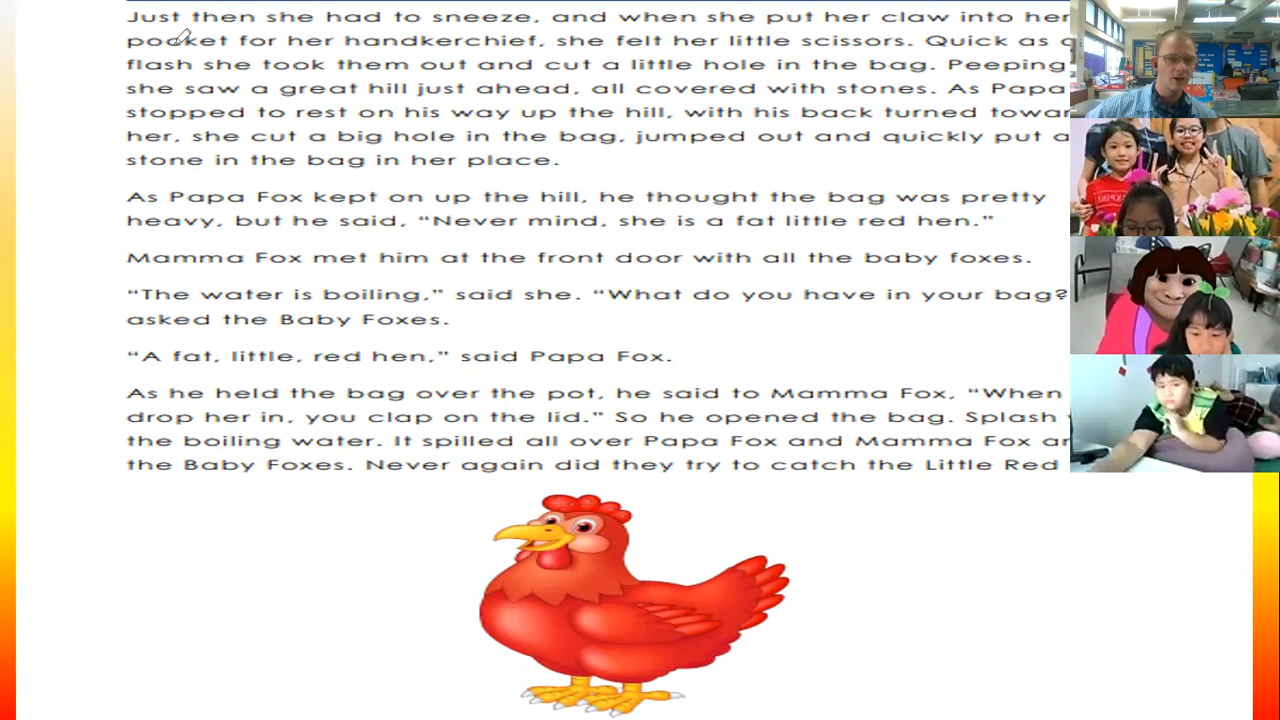 Just then she had to sneeze, and when she put her claw into her
pocket for her handkerchief, she felt her little scissors. Quick as
flash she took them out and cut a little hole in the bag. Peeping
she saw a great hill just ahead, all covered with stones. As Papa
stopped to rest on his way up the hill, with his back turned
her, she cut a big hole in the bag, jumped out and quickly put a
stone in the bag in her place.
As Papa Fox kept on up the hill, he thought the bag was pretty
heavy, but he said, “Never mind, she is a fat little red hen.”
Mamma Fox met him at the front door with all the baby foxes.
“The water is boiling,” said she. “What do you have in your bag?
asked the Baby Foxes.
“A fat, little, red hen,” said Papa Fox.
As he held the bag over the pot, he said to Mamma Fox, “When
drop her in, you clap on the lid.” So he opened the bag. Splash
the boiling water. It spilled all over Papa Fox and Mamma Fox
the Baby Foxes. Never again did they try to catch the Little Red